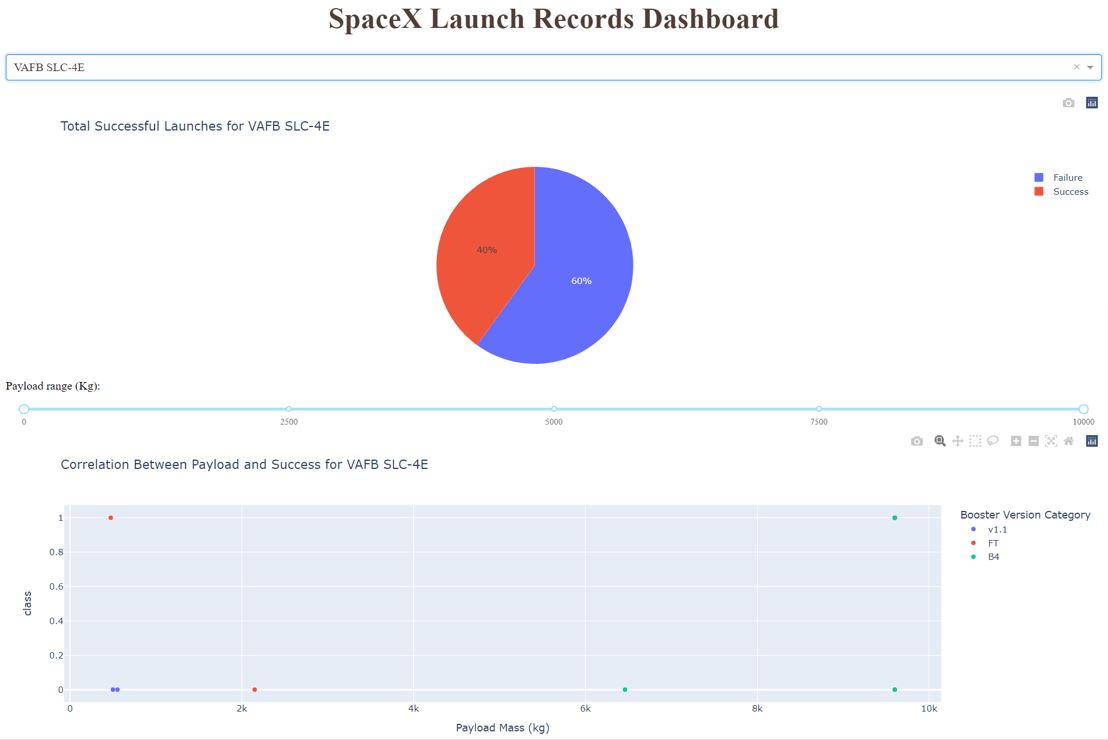 SpaceX Launch Records Dashboard
VAFB SLC-4E
Total Successful Launches for VAFB SLC-4E
Failure
Success
40%
60%
Payload range (Kg):
0 2500 5000 7500 10000
Correlation Between Payload and Success for VAFB SLC-4E
Booster Version Category
v1.1
FT
B4
1
0.8
0.6
0.4
0.2
0
class
0 2k 4k 6k 8k 10k
Payload Mass (kg)